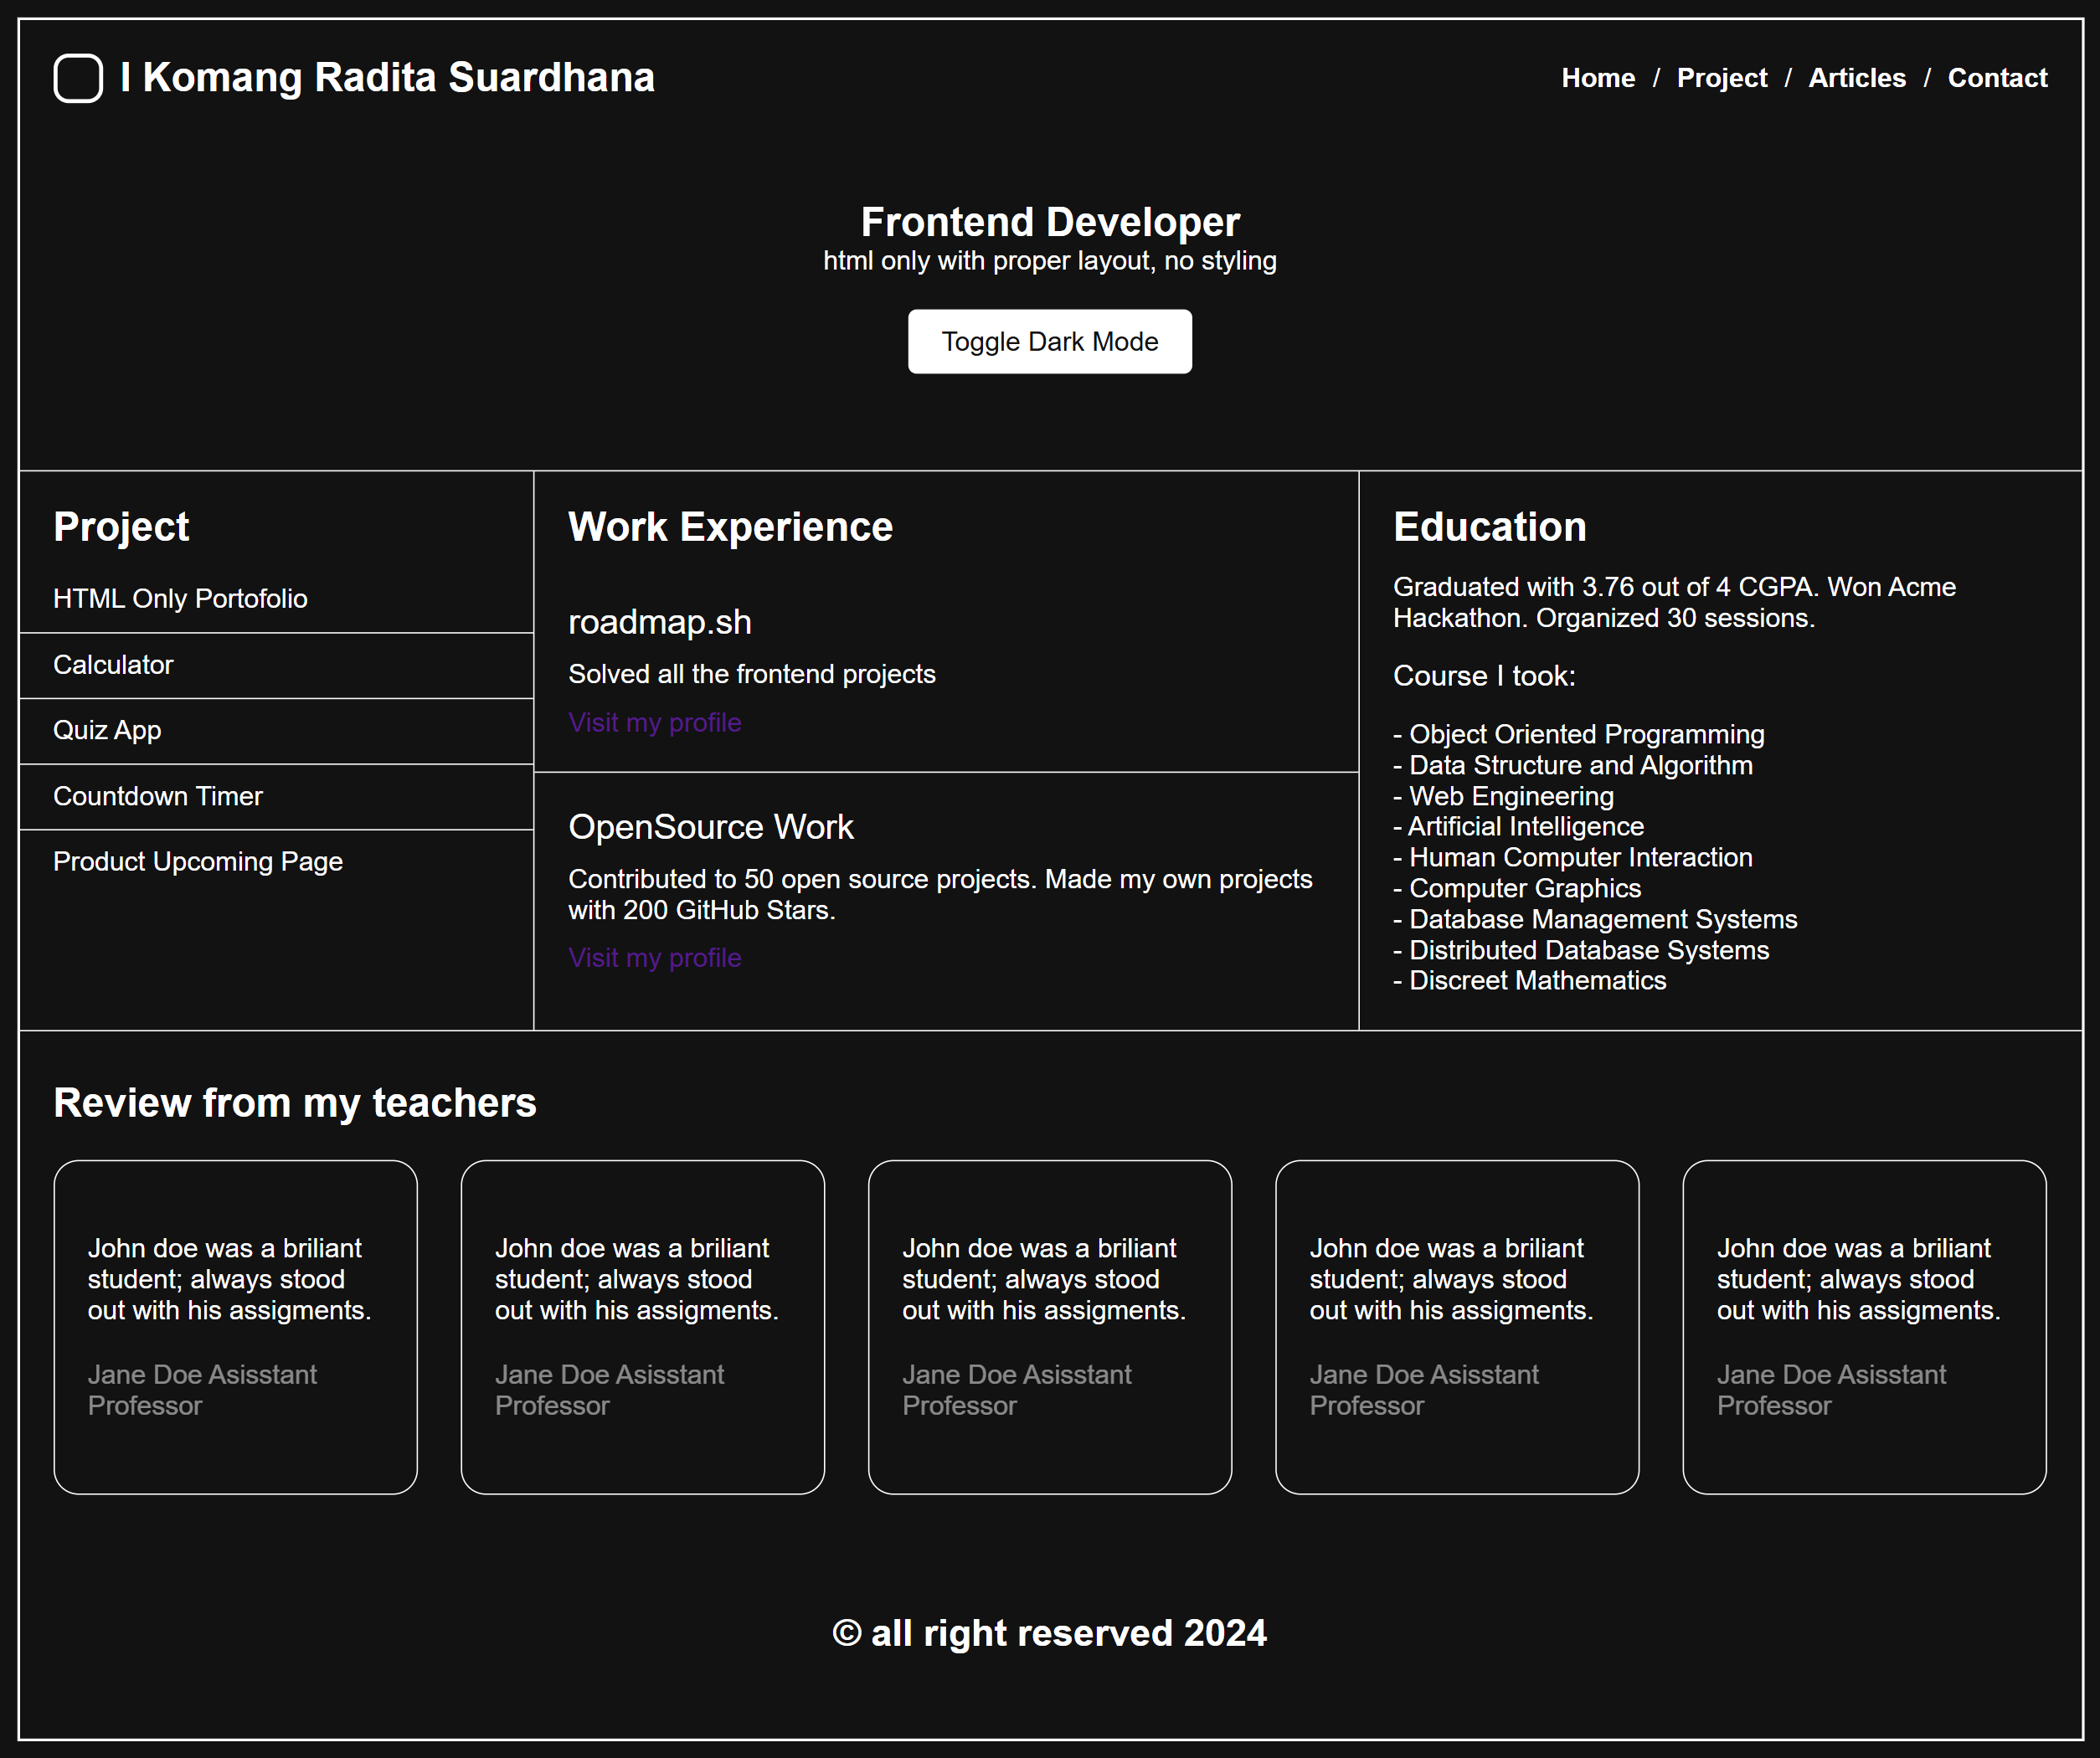 I Komang Radita Suardhana
Home / Project / Articles / Contact
Frontend Developer
html only with proper layout, no styling
Toggle Dark Mode
Project
HTML Only Portofolio
Calculator
Quiz App
Countdown Timer
Product Upcoming Page
Work Experience
roadmap.sh
Solved all the frontend projects
Visit my profile
OpenSource Work
Contributed to 50 open source projects. Made my own projects
with 200 GitHub Stars.
Visit my profile
Education
Graduated with 3.76 out of 4 CGPA. Won Acme
Hackathon. Organized 30 sessions.
Course I took:
- Object Oriented Programming
- Data Structure and Algorithm
- Web Engineering
- Artificial Intelligence
- Human Computer Interaction
- Computer Graphics
- Database Management Systems
- Distributed Database Systems
- Discreet Mathematics
Review from my teachers
John doe was a briliant
student; always stood
out with his assigments.
Jane Doe Asisstant
Professor
John doe was a briliant
student; always stood
out with his assigments.
Jane Doe Asisstant
Professor
John doe was a briliant
student; always stood
out with his assigments.
Jane Doe Asisstant
Professor
John doe was a briliant
student; always stood
out with his assigments.
Jane Doe Asisstant
Professor
John doe was a briliant
student; always stood
out with his assigments.
Jane Doe Asisstant
Professor
© all right reserved 2024